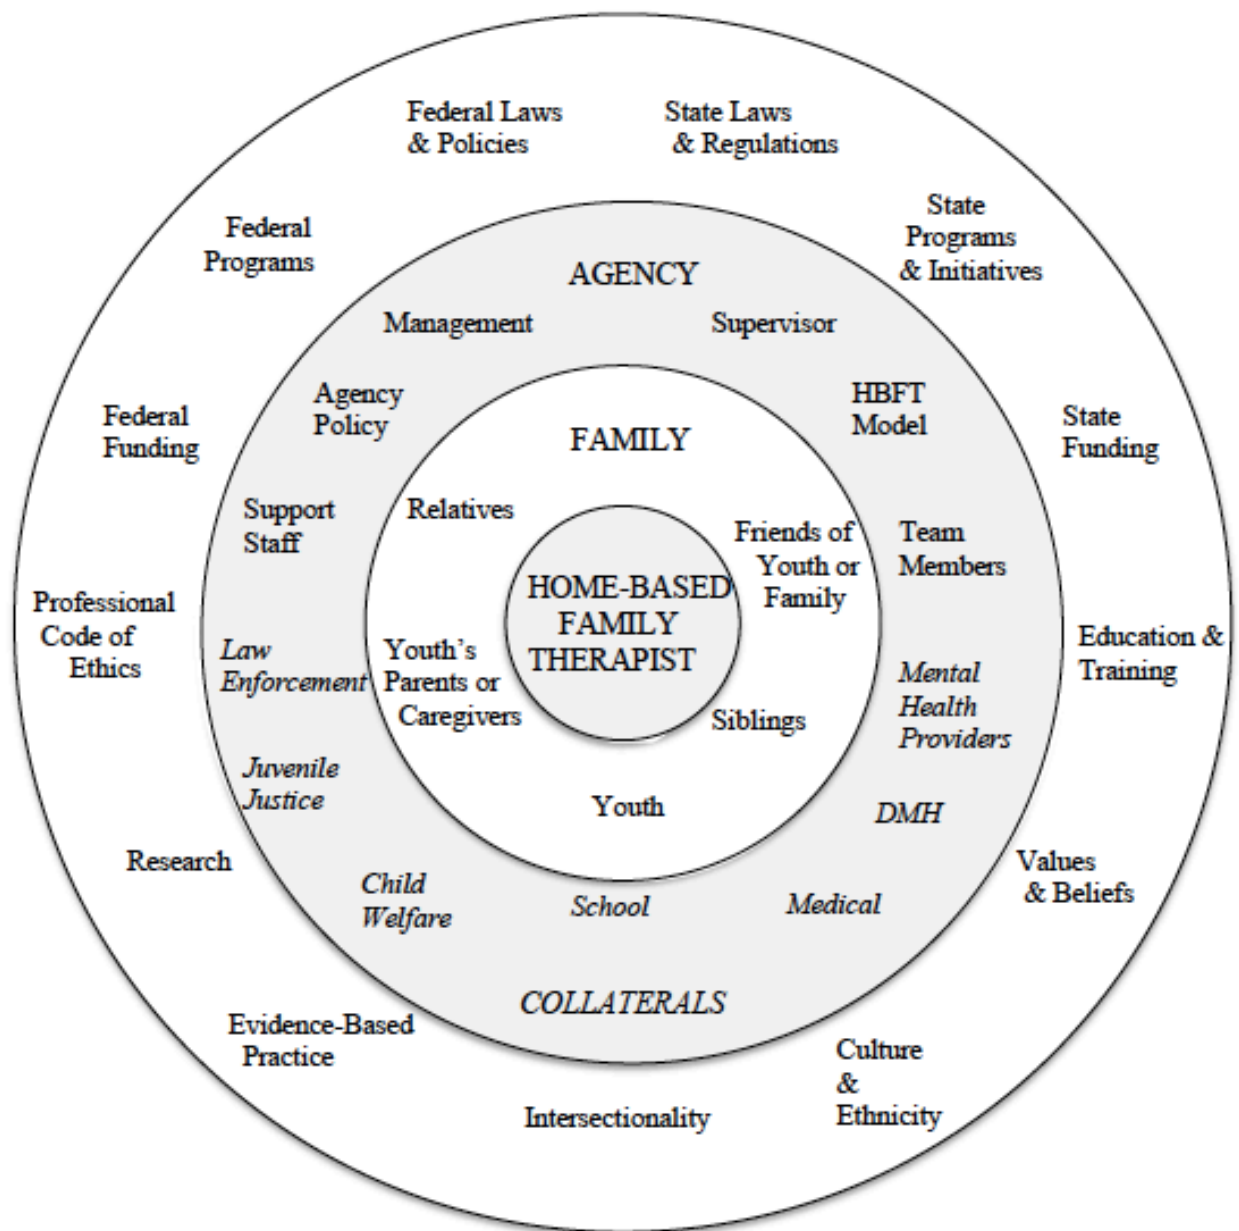 Federal Laws
& Policies
State Laws
& Regulations
Federal
Programs
State
Programs
& Initiatives
AGENCY
Management
Supervisor
Agency
Policy
HBFT
Model
Federal
Funding
State
Funding
FAMILY
Support
Staff
Relatives
Friends of
Youth or
Family
Team
Members
HOME-BASED
FAMILY
THERAPIST
Professional
Code of
Ethics
Law
Enforcement
Youth's
Parents or
Caregivers
Siblings
Mental
Health
Providers
Education &
Training
Juvenile
Justice
Youth
DMH
Research
Child
Welfare
School
Medical
Values
& Beliefs
COLLATERALS
Evidence-Based
Practice
Intersectionality
Culture
&
Ethnicity